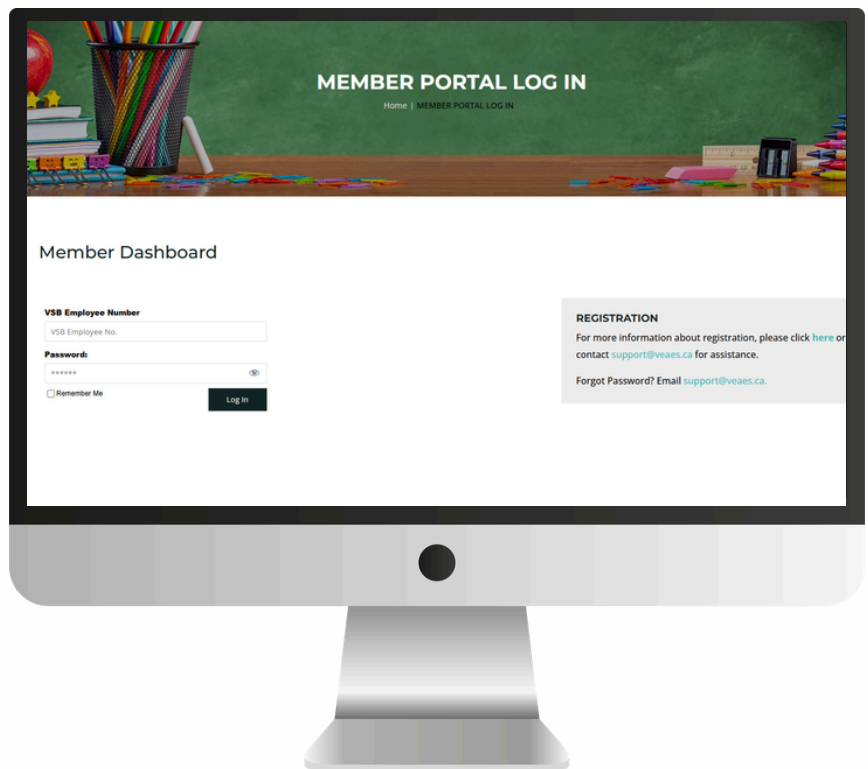 MEMBER PORTAL LOG IN
Home | MEMBER PORTAL LOG IN
Member Dashboard
VSB Employee Number
VSB Employee No.
Password:
******
Remember Me
Log In
REGISTRATION
For more information about registration, please click here or
contact support@veaes.ca for assistance.
Forgot Password? Email support@veaes.ca.